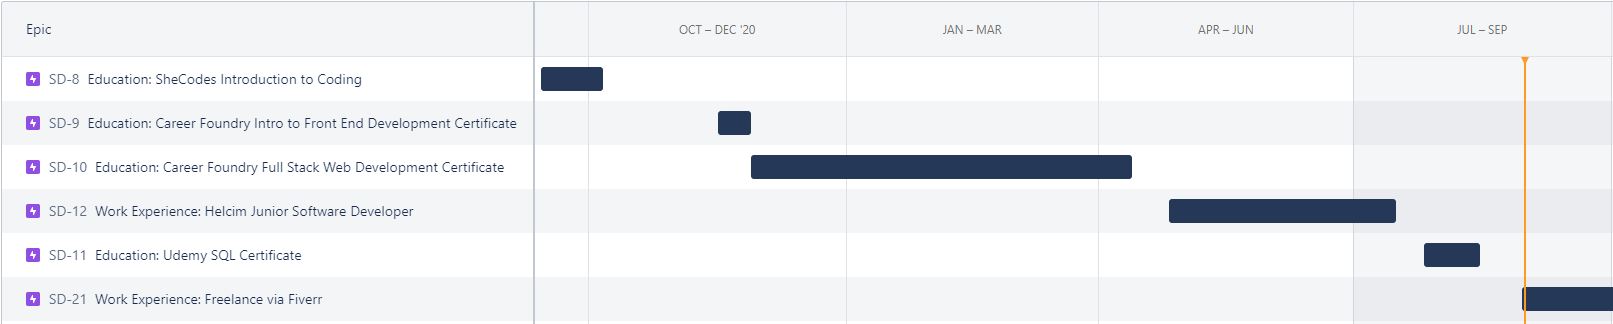 Epic OCT – DEC '20 JAN – MAR APR – JUN JUL – SEP
SD-8 Education: SheCodes Introduction to Coding
SD-9 Education: Career Foundry Intro to Front End Development Certificate
SD-10 Education: Career Foundry Full Stack Web Development Certificate
SD-12 Work Experience: Helcim Junior Software Developer
SD-11 Education: Udemy SQL Certificate
SD-21 Work Experience: Freelance via Fiverr